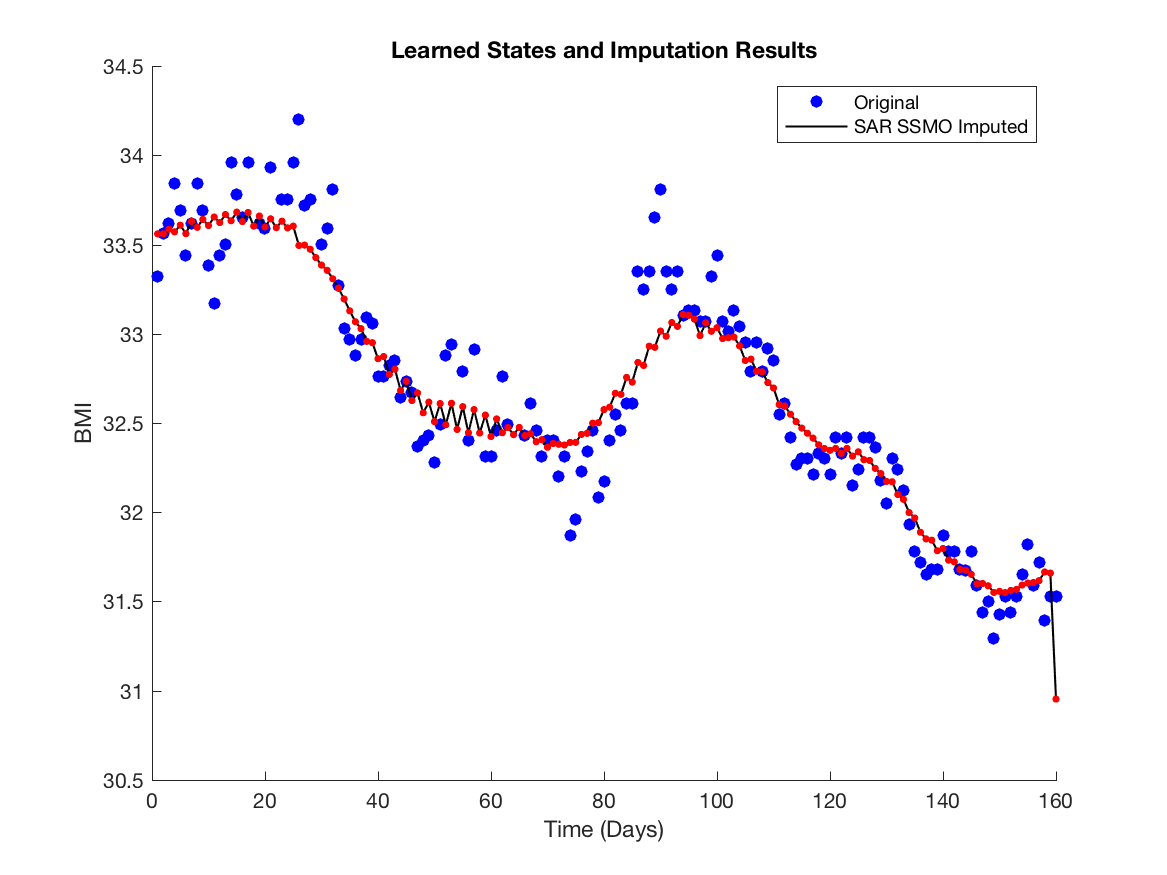 Learned States and Imputation Results
34.5
Original
SAR SSMO Imputed
34
33.5
33
32.5
BMI
32
31.5
31
30.5
0 20 40 60 80 100 120 140 160
Time (Days)